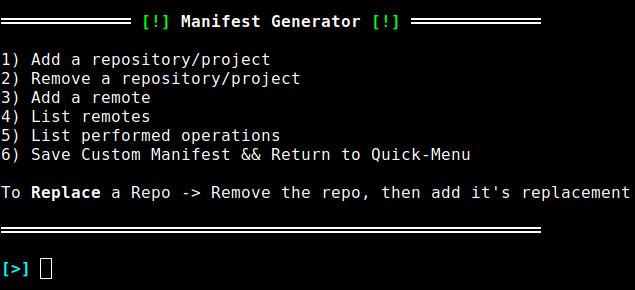 [!] Manifest Generator [!]
1) Add a repository/project
2) Remove a repository/project
3) Add a remote
4) List remotes
5) List performed operations
6) Save Custom Manifest && Return to Quick-Menu
To Replace a Repo -> Remove the repo, then add it's replacement
[>]